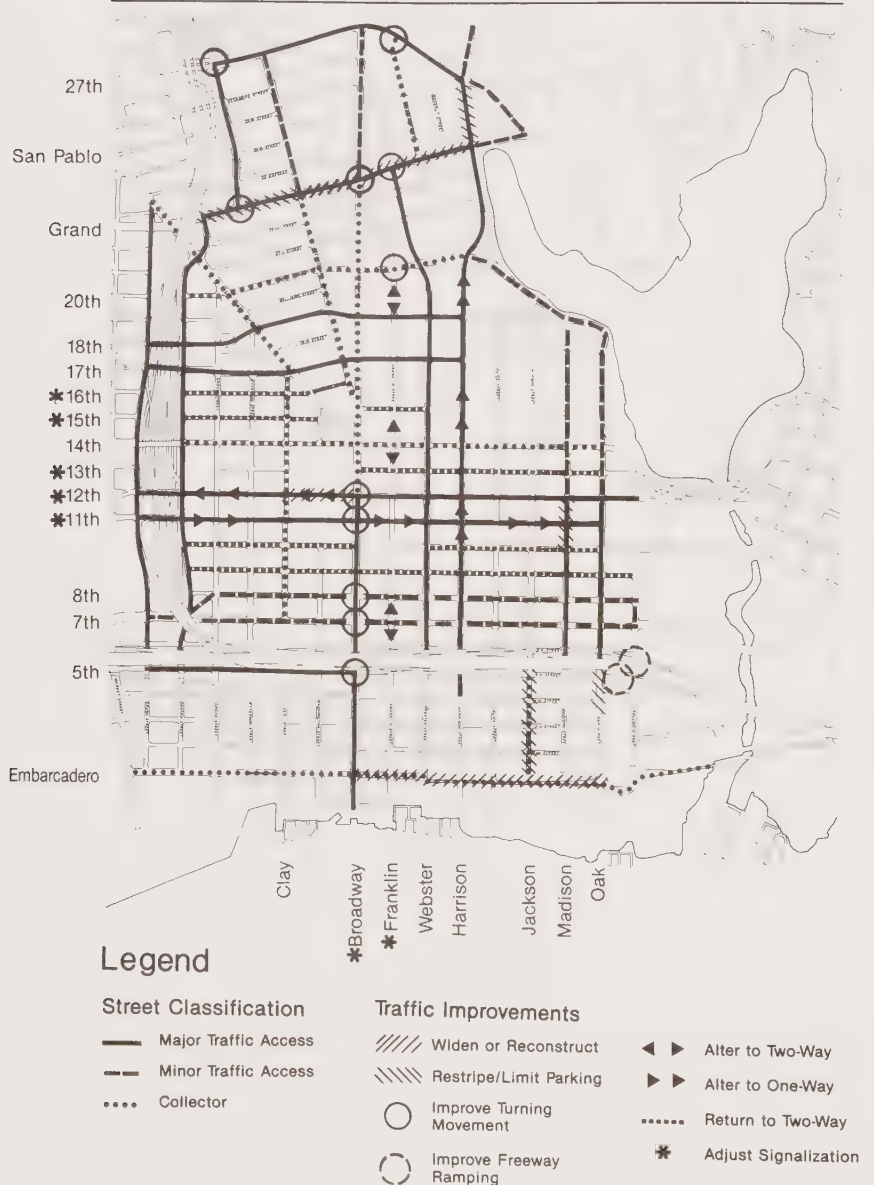 27th
San Pablo
Grand
20th
18th
17th
*16th
*15th
14th
*13th
*12th
*11th
8th
7th
5th
Embarcadero
Clay
*Broadway
*Franklin
Webster
Harrison
Jackson
Madison
Oak
Legend
Street Classification
Major Traffic Access
Minor Traffic Access
Collector
Traffic Improvements
Widen or Reconstruct
Restripe/Limit Parking
Improve Turning
Movement
Improve Freeway
Ramping
Alter to Two-Way
Alter to One-Way
Return to Two-Way
Adjust Signalization